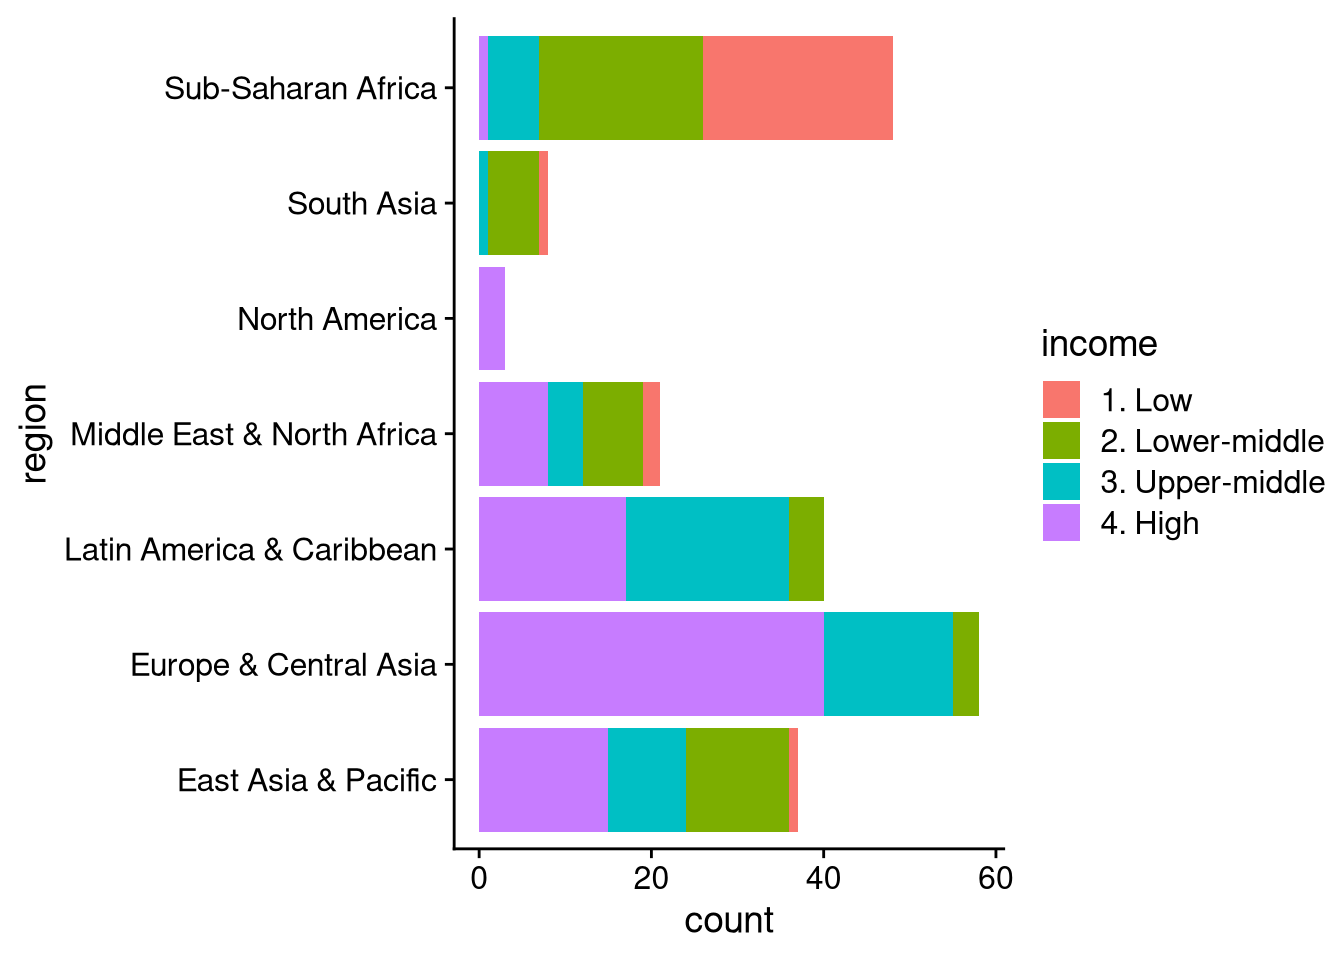 Sub-Saharan Africa
South Asia
North America
Middle East & North Africa
Latin America & Caribbean
Europe & Central Asia
East Asia & Pacific
region
0 20 40 60
count
income
1. Low
2. Lower-middle
3. Upper-middle
4. High